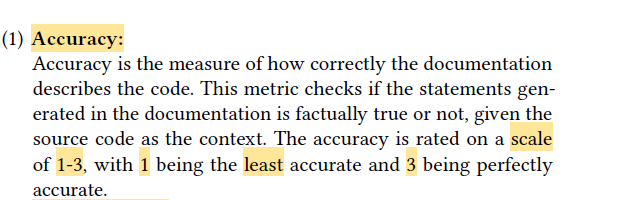 (1) Accuracy:
Accuracy is the measure of how correctly the documentation
describes the code. This metric checks if the statements gen-
erated in the documentation is factually true or not, given the
source code as the context. The accuracy is rated on a scale
of 1-3, with 1 being the least accurate and 3 being perfectly
accurate.